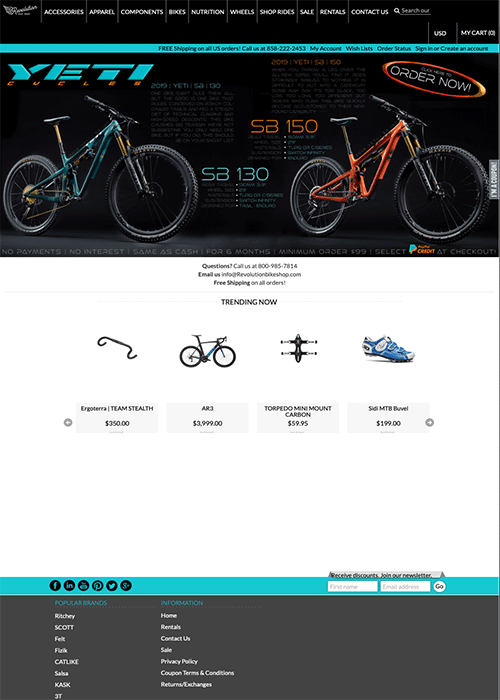 Revolution
ACCESSORIES APPAREL COMPONENTS BIKES NUTRITION WHEELS SHOP RIDES SALE RENTALS CONTACT US Search our
USD MY CART (0)
FREE Shipping on all US orders! Call us at 858-222-2453 My Account Wish Lists Order Status Sign in or Create an account
YETI
CYCLES
2019 | YETI | SB | 130
2019 | YETI | SB | 150
CLICK HERE TO
ORDER NOW!
SB 150
SB 130
NO PAYMENTS | NO INTEREST | SAME AS CASH | FOR 6 MONTHS | MINIMUM ORDER $99 | SELECT PayPal CREDIT AT CHECKOUT!
Questions? Call us at 800-985-7814
Email us info@Revolutionbikeshop.com
Free Shipping on all orders!
TRENDING NOW
Ergoterra | TEAM STEALTH
$350.00
AR3
$3,999.00
TORPEDO MINI MOUNT CARBON
$59.95
Sidi MTB Buvel
$199.00
Receive discounts. Join our newsletter.
First name Email address Go
POPULAR BRANDS
Ritchey
SCOTT
Felt
Fizik
CATLIKE
Salsa
KASK
3T
INFORMATION
Home
Rentals
Contact Us
Sale
Privacy Policy
Coupon Terms & Conditions
Returns/Exchanges